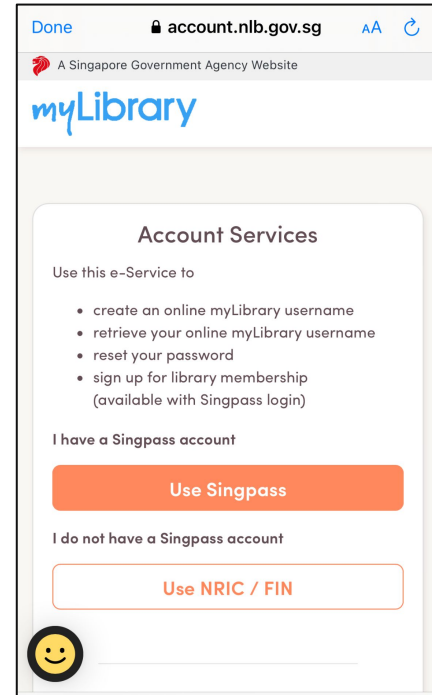 Done account.nlb.gov.sg AA
A Singapore Government Agency Website
myLibrary
Account Services
Use this e-Service to
• create an online myLibrary username
• retrieve your online myLibrary username
• reset your password
• sign up for library membership
(available with Singpass login)
I have a Singpass account
Use Singpass
I do not have a Singpass account
Use NRIC / FIN